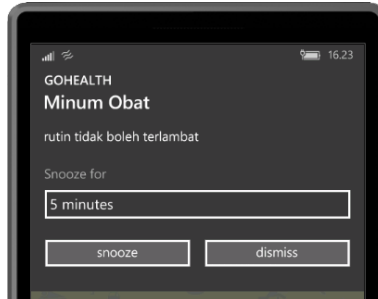 16.23
GOHEALTH
Minum Obat
rutin tidak boleh terlambat
Snooze for
5 minutes
snooze
dismiss